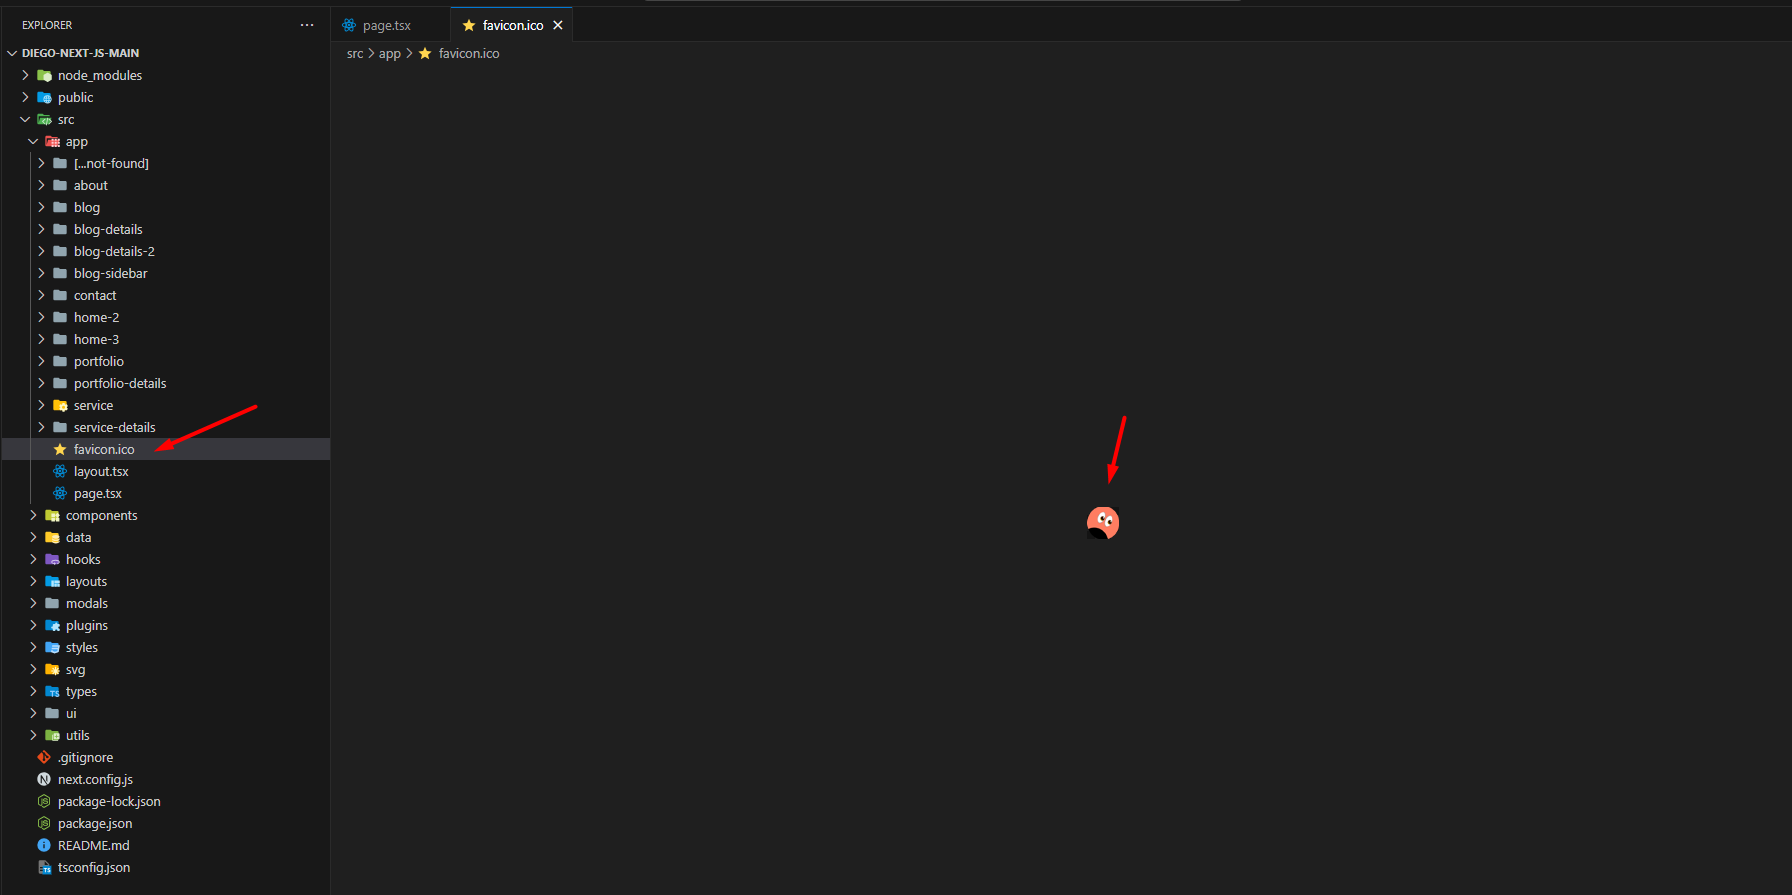 EXPLORER
DIEGO-NEXT-JS-MAIN
node_modules
public
src
app
[...not-found]
about
blog
blog-details
blog-details-2
blog-sidebar
contact
home-2
home-3
portfolio
portfolio-details
service
service-details
favicon.ico
layout.tsx
page.tsx
components
data
hooks
layouts
modals
plugins
styles
svg
types
ui
utils
.gitignore
next.config.js
package-lock.json
package.json
README.md
tsconfig.json
page.tsx
favicon.ico
src > app > favicon.ico